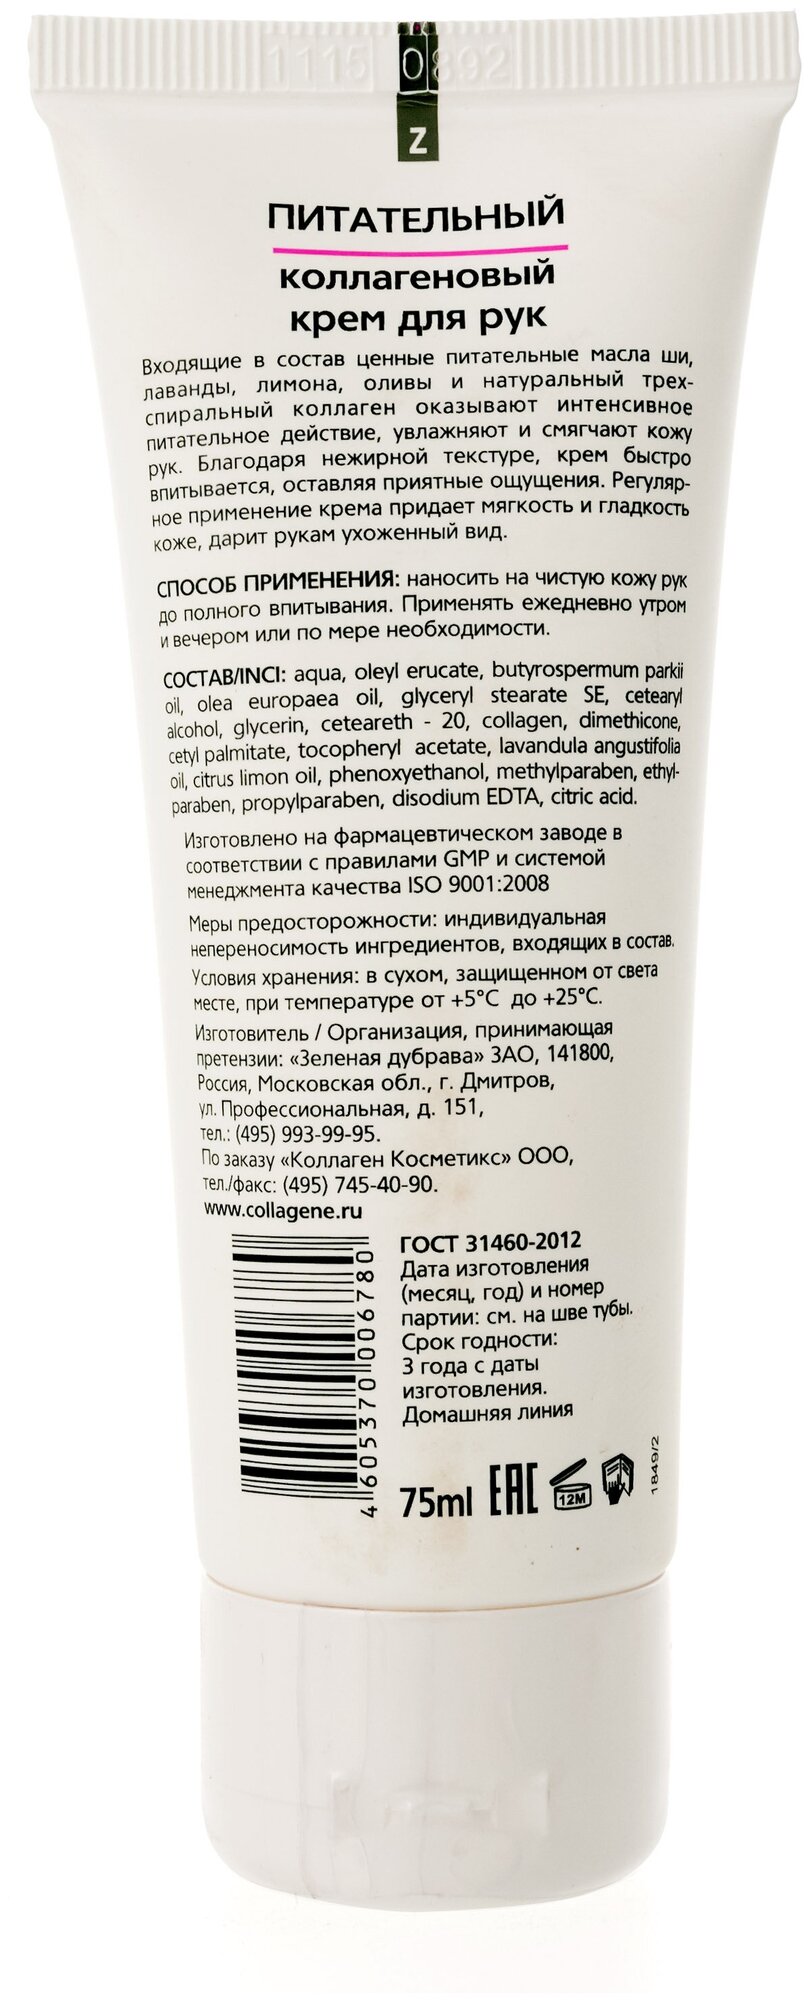 1115 0892
Z
ПИТАТЕЛЬНЫЙ
коллагеновый
крем для рук
Входящие в состав ценные питательные масла ши,
лаванды, лимона, оливы и натуральный трех-
спиральный коллаген оказывают интенсивное
питательное действие, увлажняют и смягчают кожу
рук. Благодаря нежирной текстуре, крем быстро
впитывается, оставляя приятные ощущения. Регуляр-
ное применение крема придает мягкость и гладкость
коже, дарит рукам ухоженный вид.
СПОСОБ ПРИМЕНЕНИЯ: наносить на чистую кожу рук
до полного впитывания. Применять ежедневно утром
и вечером или по мере необходимости.
СОСТАВ/INCI: aqua, oleyl erucate, butyrospermum parkii
oil, olea europaea oil, glyceryl stearate SE, cetearyl
alcohol, glycerin, ceteareth - 20, collagen, dimethicone,
cetyl palmitate, tocopheryl acetate, lavandula angustifolia
oil, citrus limon oil, phenoxyethanol, methylparaben, ethyl-
paraben, propylparaben, disodium EDTA, citric acid.
Изготовлено на фармацевтическом заводе в
соответствии с правилами GMP и системой
менеджмента качества ISO 9001:2008
Меры предосторожности: индивидуальная
непереносимость ингредиентов, входящих в состав.
Условия хранения: в сухом, защищенном от света
месте, при температуре от +5°C до +25°C.
Изготовитель / Организация, принимающая
претензии: «Зеленая дубрава» ЗАО, 141800,
Россия, Московская обл., г. Дмитров,
ул. Профессиональная, д. 151,
тел.: (495) 993-99-95.
По заказу «Коллаген Косметикс» ООО,
тел./факс: (495) 745-40-90.
www.collagene.ru
4605370006780
ГОСТ 31460-2012
Дата изготовления
(месяц, год) и номер
партии: см. на шве тубы.
Срок годности:
3 года с даты
изготовления.
Домашняя линия
75ml EAC 12M
1849/2